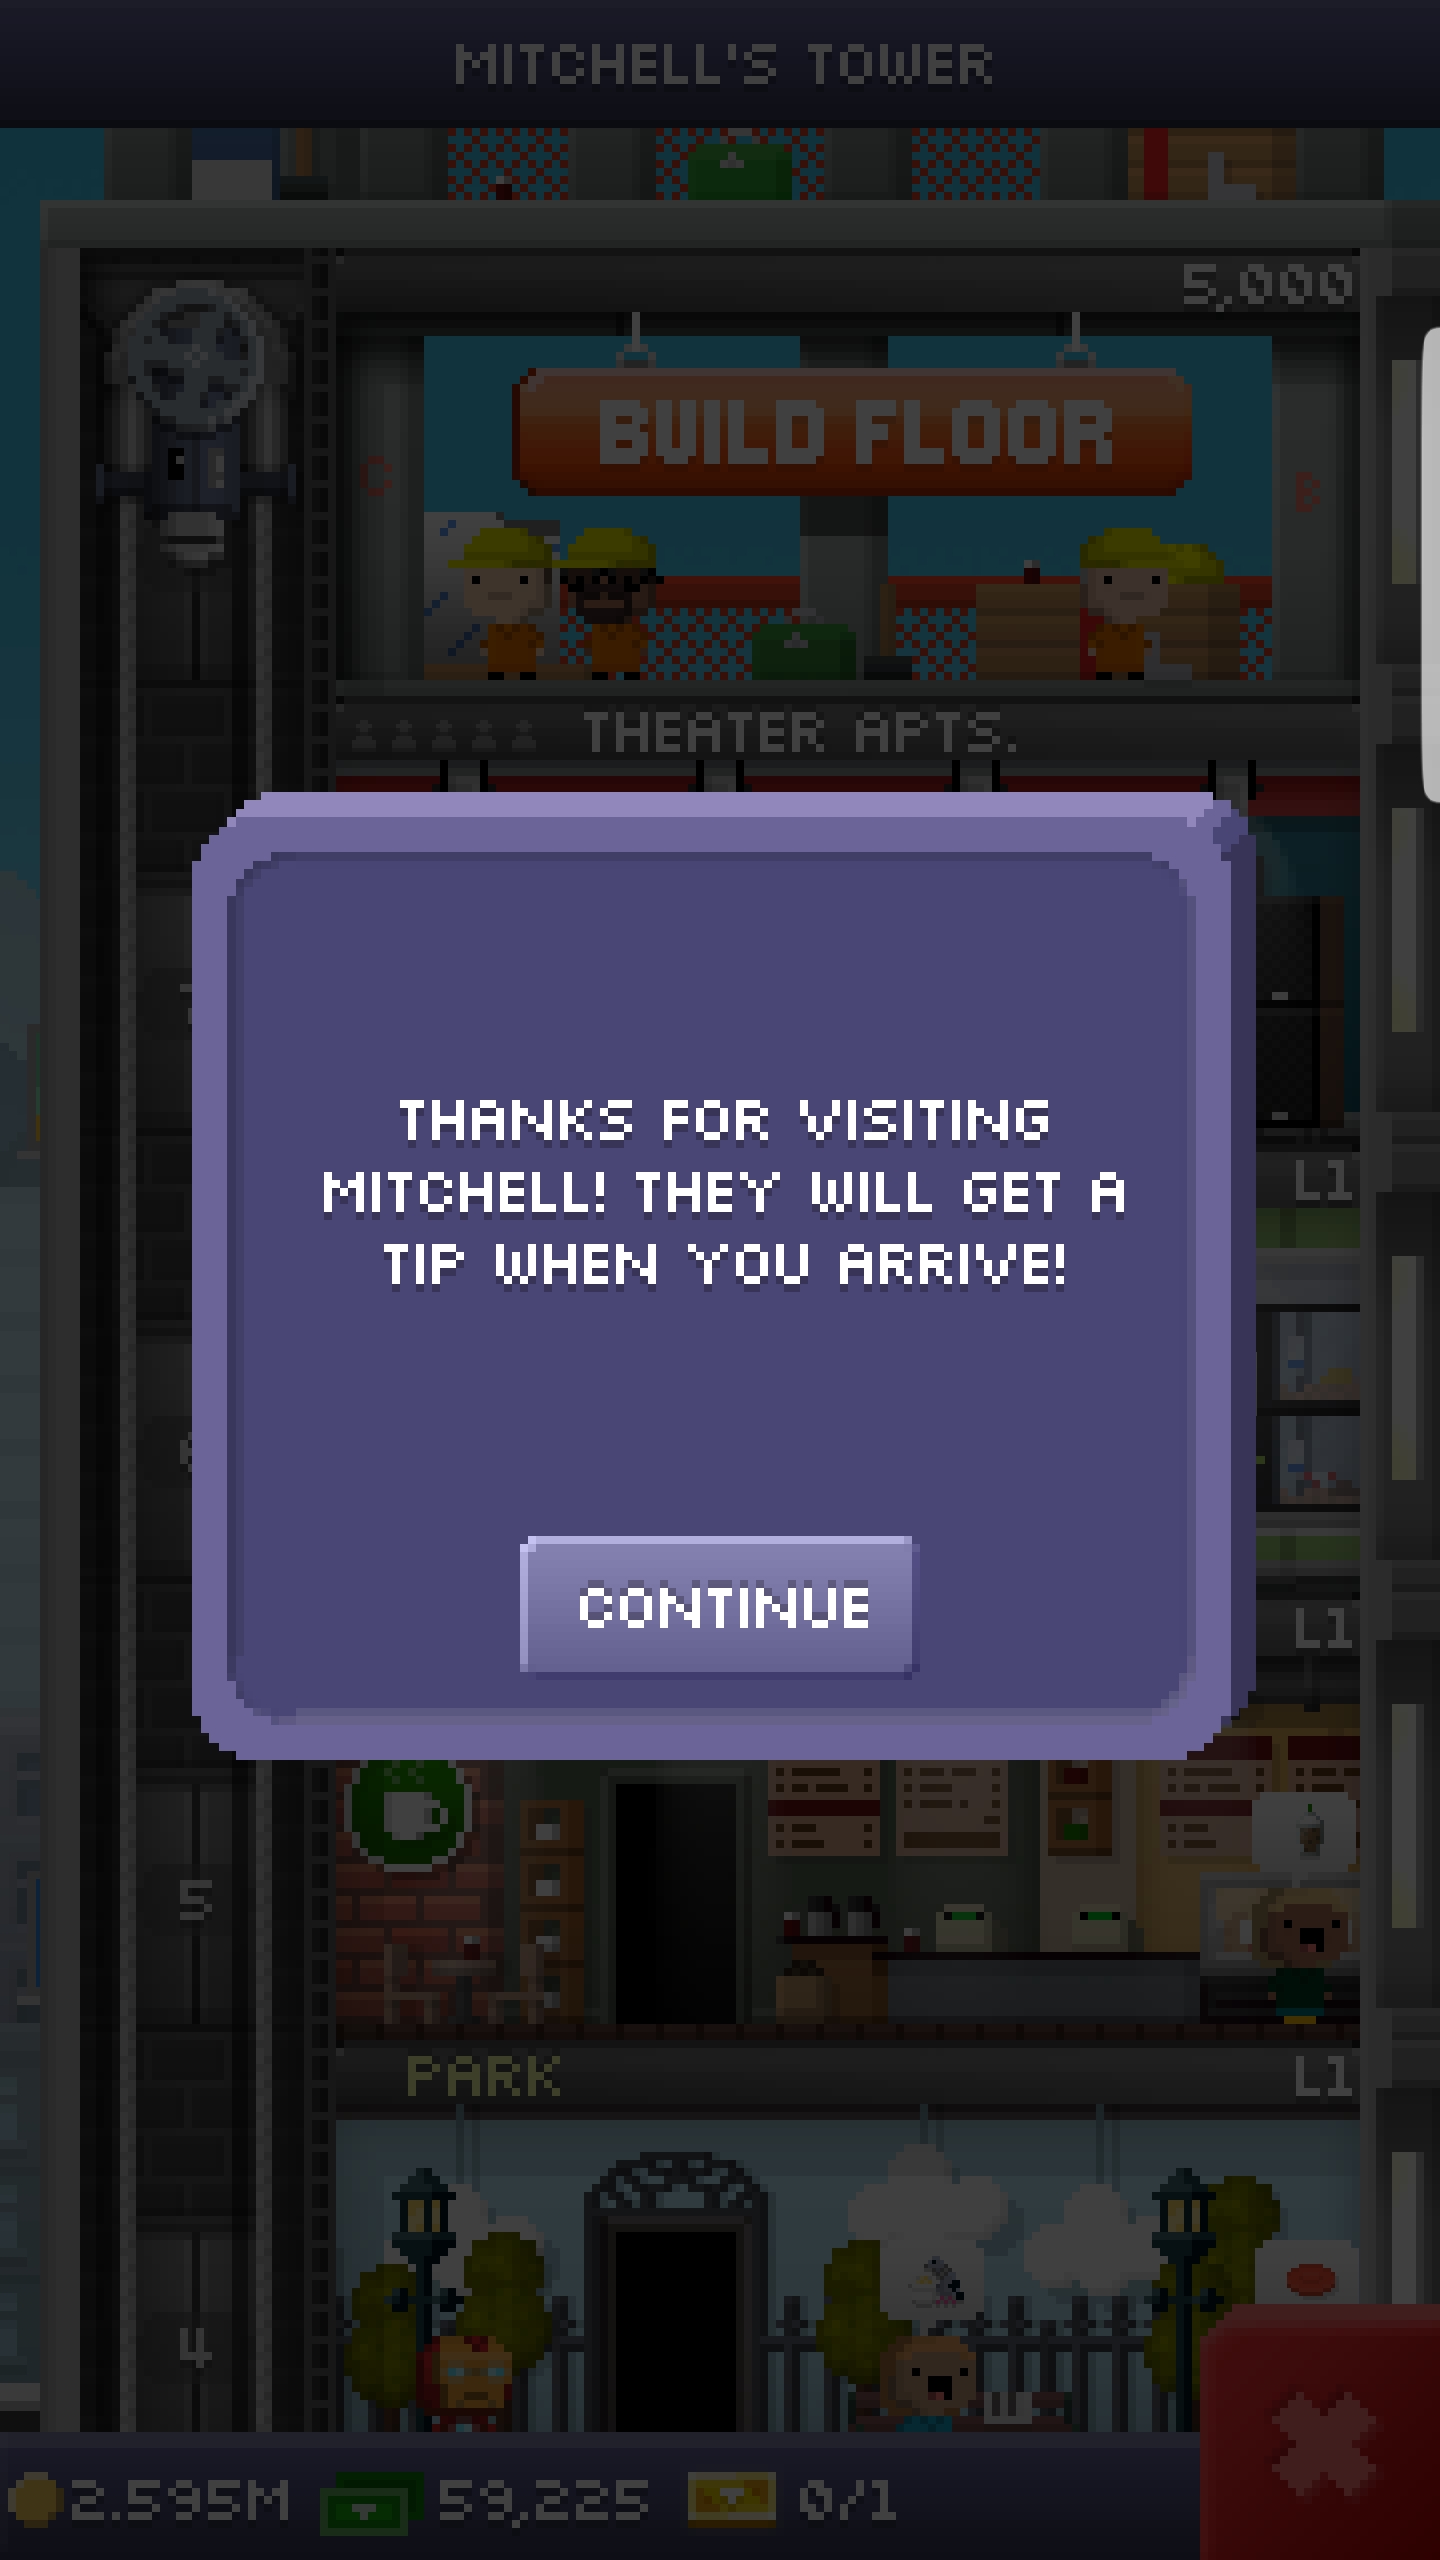 MITCHELL'S TOWER
5,000
C
BUILD FLOOR
B
THEATER APTS.
THANKS FOR VISITING
MITCHELL! THEY WILL GET A
TIP WHEN YOU ARRIVE!
L1
CONTINUE
L1
5
PARK
L1
4
2.595M
59,225
0/1